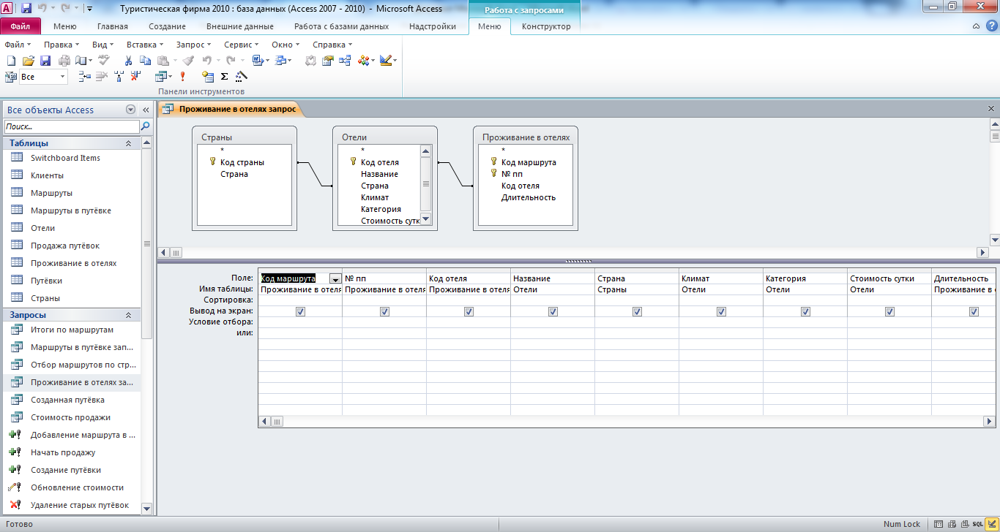 Туристическая фирма 2010 : база данных (Access 2007 - 2010) - Microsoft Access
Работа с запросами
Файл Меню Главная Создание Внешние данные Работа с базами данных Надстройки Меню Конструктор
Файл Правка Вид Вставка Запрос Сервис Окно Справка
Все
Панели инструментов
Все объекты Access
Поиск...
Таблицы
Switchboard Items
Клиенты
Маршруты
Маршруты в путёвке
Отели
Продажа путёвок
Проживание в отелях
Путёвки
Страны
Запросы
Итоги по маршрутам
Маршруты в путёвке зап...
Отбор маршрутов по стр...
Проживание в отелях за...
Созданная путёвка
Стоимость продажи
Добавление маршрута в ...
Начать продажу
Создание путёвки
Обновление стоимости
Удаление старых путёвок
Проживание в отелях запрос
Страны
*
Код страны
Страна
Отели
*
Код отеля
Название
Страна
Климат
Категория
Стоимость сутк
Проживание в отелях
*
Код маршрута
№ пп
Код отеля
Длительность
Поле: Код маршрута № пп Код отеля Название Страна Климат Категория Стоимость сутки Длительность
Имя таблицы: Проживание в отеля Проживание в отеля Проживание в отеля Отели Страны Отели Отели Отели Проживание в о
Сортировка:
Вывод на экран:
Условие отбора:
или:
Готово
Num Lock
SQL